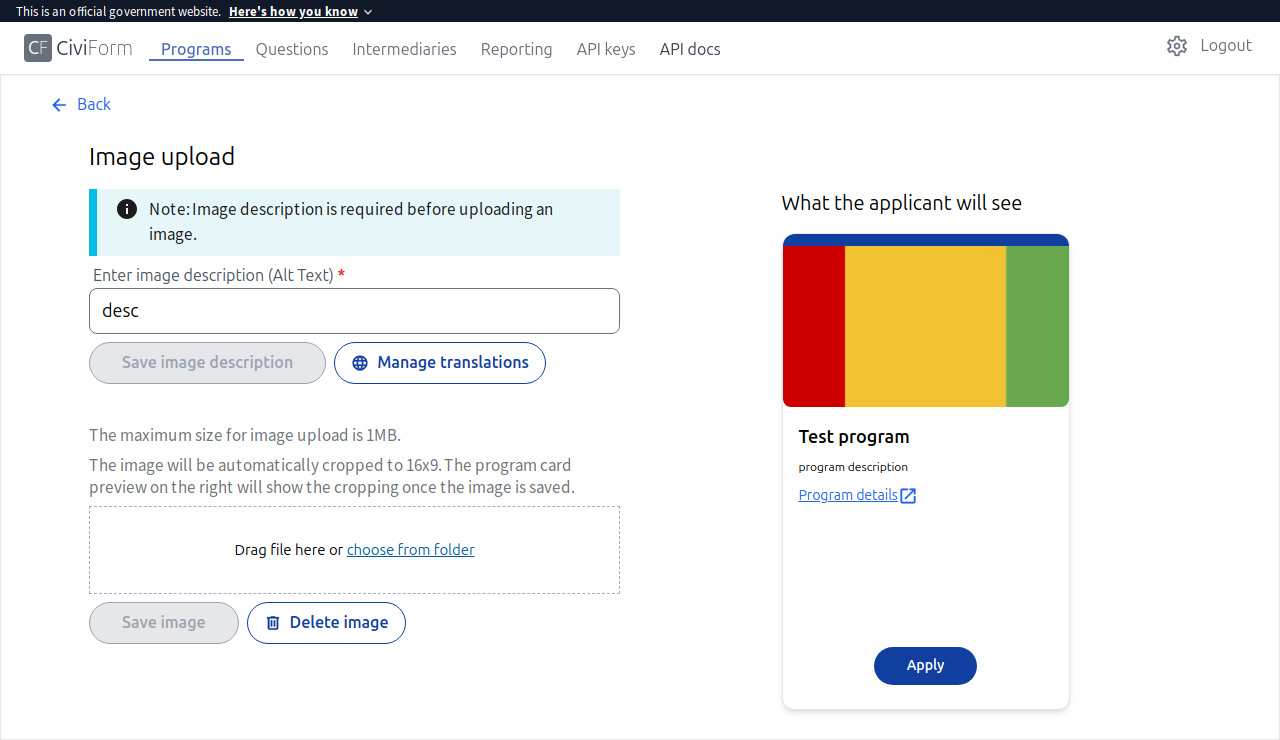 This is an official government website. Here's how you know
CF CiviForm Programs Questions Intermediaries Reporting API keys API docs Logout
Back
Image upload
Note: Image description is required before uploading an
image.
Enter image description (Alt Text) *
desc
Save image description Manage translations
The maximum size for image upload is 1MB.
The image will be automatically cropped to 16x9. The program card
preview on the right will show the cropping once the image is saved.
Drag file here or choose from folder
Save image Delete image
What the applicant will see
Test program
program description
Program details
Apply